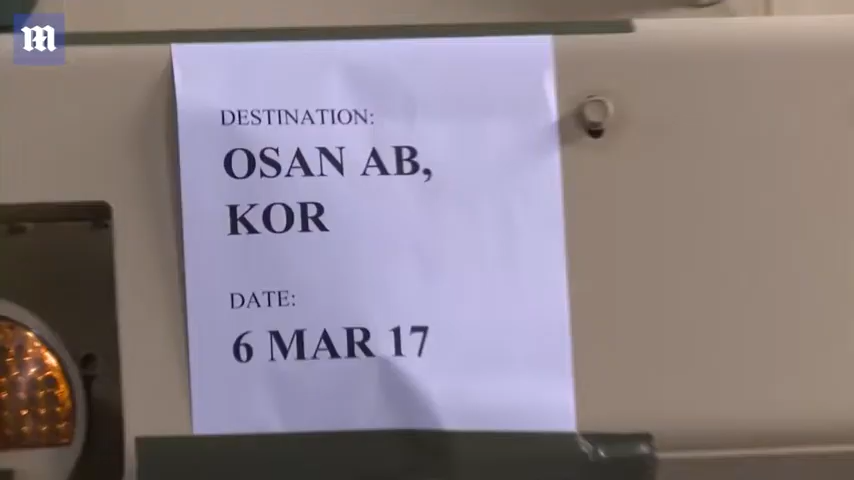 m
DESTINATION:
OSAN AB,
KOR
DATE:
6 MAR 17